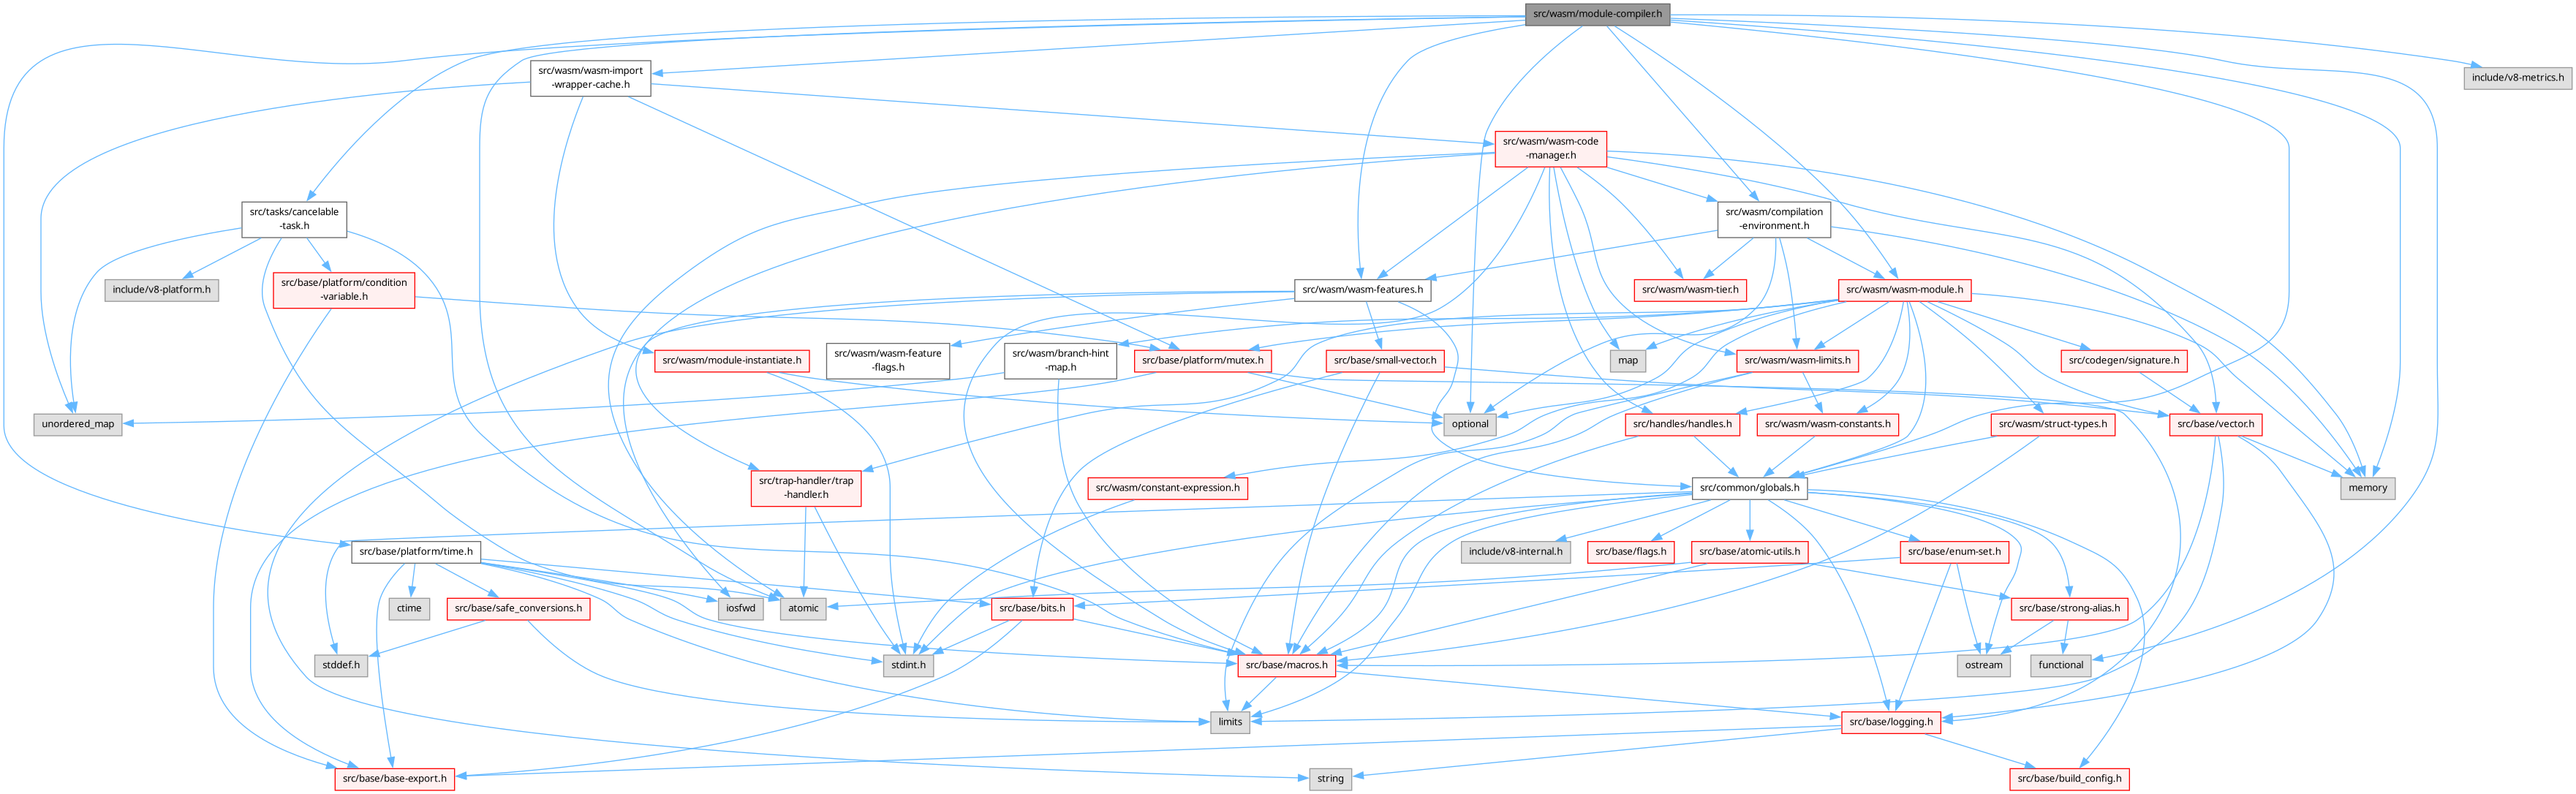 src/wasm/module-compiler.h
src/wasm/wasm-import
-wrapper-cache.h
include/v8-metrics.h
src/wasm/wasm-code
-manager.h
src/tasks/cancelable
-task.h
src/wasm/compilation
-environment.h
include/v8-platform.h
src/base/platform/condition
-variable.h
src/wasm/wasm-features.h
src/wasm/wasm-tier.h
src/wasm/wasm-module.h
src/wasm/module-instantiate.h
src/wasm/wasm-feature
-flags.h
src/wasm/branch-hint
-map.h
src/base/platform/mutex.h
src/base/small-vector.h
map
src/wasm/wasm-limits.h
src/codegen/signature.h
unordered_map
optional
src/handles/handles.h
src/wasm/wasm-constants.h
src/wasm/struct-types.h
src/base/vector.h
src/trap-handler/trap
-handler.h
src/wasm/constant-expression.h
src/common/globals.h
memory
src/base/platform/time.h
include/v8-internal.h
src/base/flags.h
src/base/atomic-utils.h
src/base/enum-set.h
ctime
src/base/safe_conversions.h
iosfwd
atomic
src/base/bits.h
src/base/strong-alias.h
stddef.h
stdint.h
src/base/macros.h
ostream
functional
limits
src/base/logging.h
src/base/base-export.h
string
src/base/build_config.h